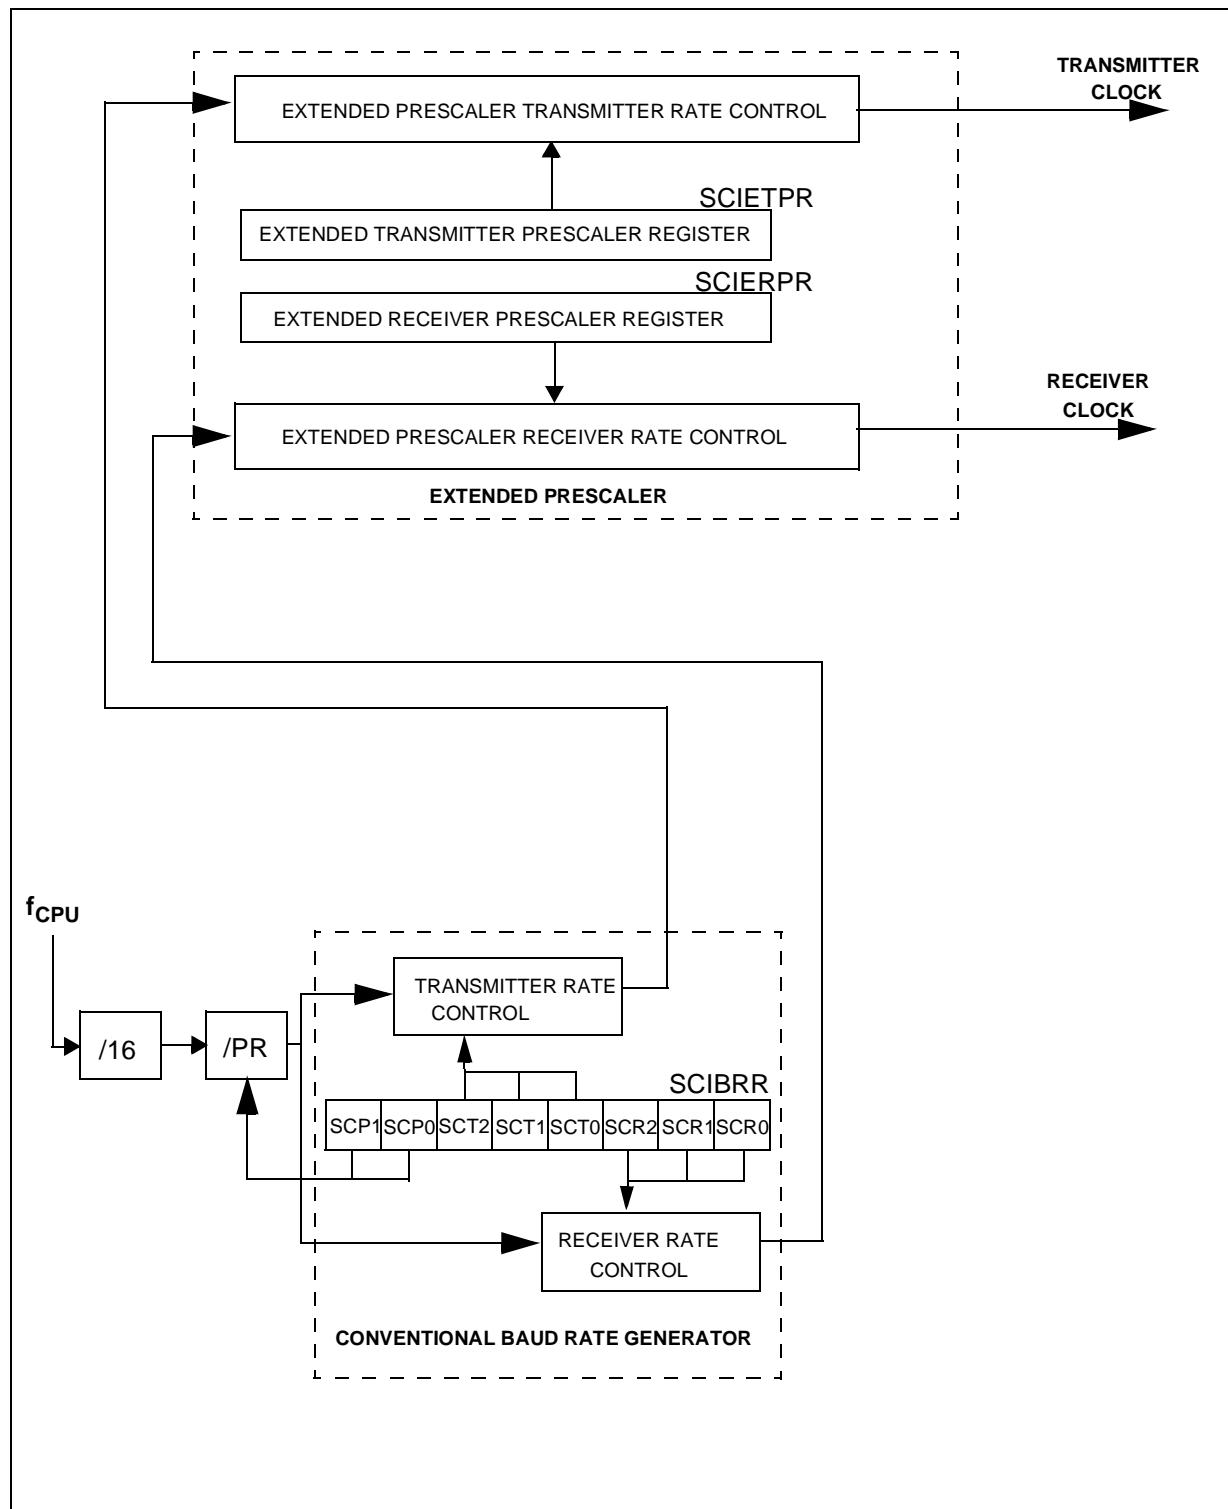 TRANSMITTER
CLOCK
EXTENDED PRESCALER TRANSMITTER RATE CONTROL
SCIETPR
EXTENDED TRANSMITTER PRESCALER REGISTER
SCIERPR
EXTENDED RECEIVER PRESCALER REGISTER
RECEIVER
CLOCK
EXTENDED PRESCALER RECEIVER RATE CONTROL
EXTENDED PRESCALER
fCPU
TRANSMITTER RATE
CONTROL
/16
/PR
SCIBRR
SCP1 SCP0 SCT2 SCT1 SCT0 SCR2 SCR1 SCR0
RECEIVER RATE
CONTROL
CONVENTIONAL BAUD RATE GENERATOR